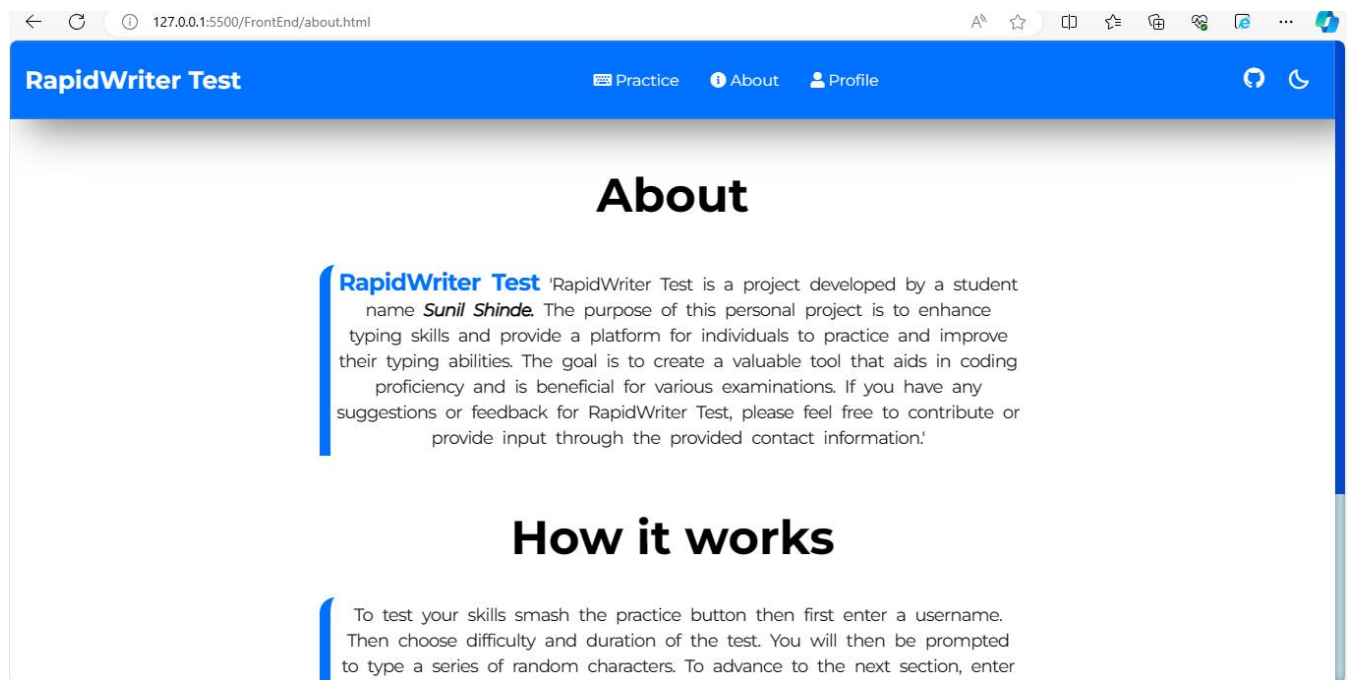 127.0.0.1:5500/FrontEnd/about.html
RapidWriter Test
Practice
About
Profile
About
RapidWriter Test 'RapidWriter Test is a project developed by a student
name Sunil Shinde. The purpose of this personal project is to enhance
typing skills and provide a platform for individuals to practice and improve
their typing abilities. The goal is to create a valuable tool that aids in coding
proficiency and is beneficial for various examinations. If you have any
suggestions or feedback for RapidWriter Test, please feel free to contribute or
provide input through the provided contact information.'
How it works
To test your skills smash the practice button then first enter a username.
Then choose difficulty and duration of the test. You will then be prompted
to type a series of random characters. To advance to the next section, enter